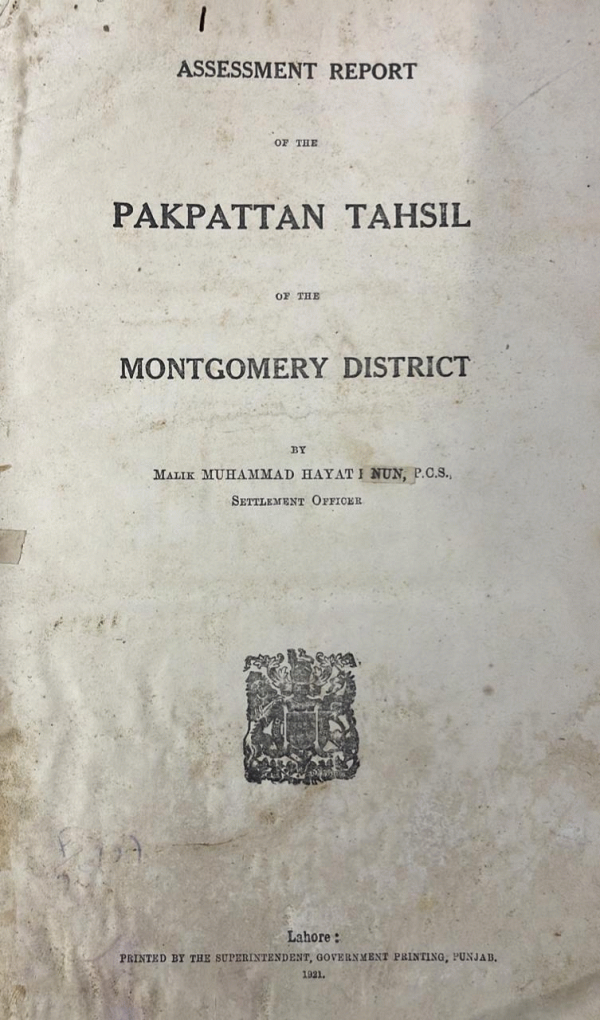 ASSESSMENT REPORT
OF THE
PAKPATTAN TAHSIL
OF THE
MONTGOMERY DISTRICT
BY
MALIK MUHAMMAD HAYAT NUN, P.C.S.,
SETTLEMENT OFFICER
Lahore :
PRINTED BY THE SUPERINTENDENT, GOVERNMENT PRINTING, PUNJAB.
1921.